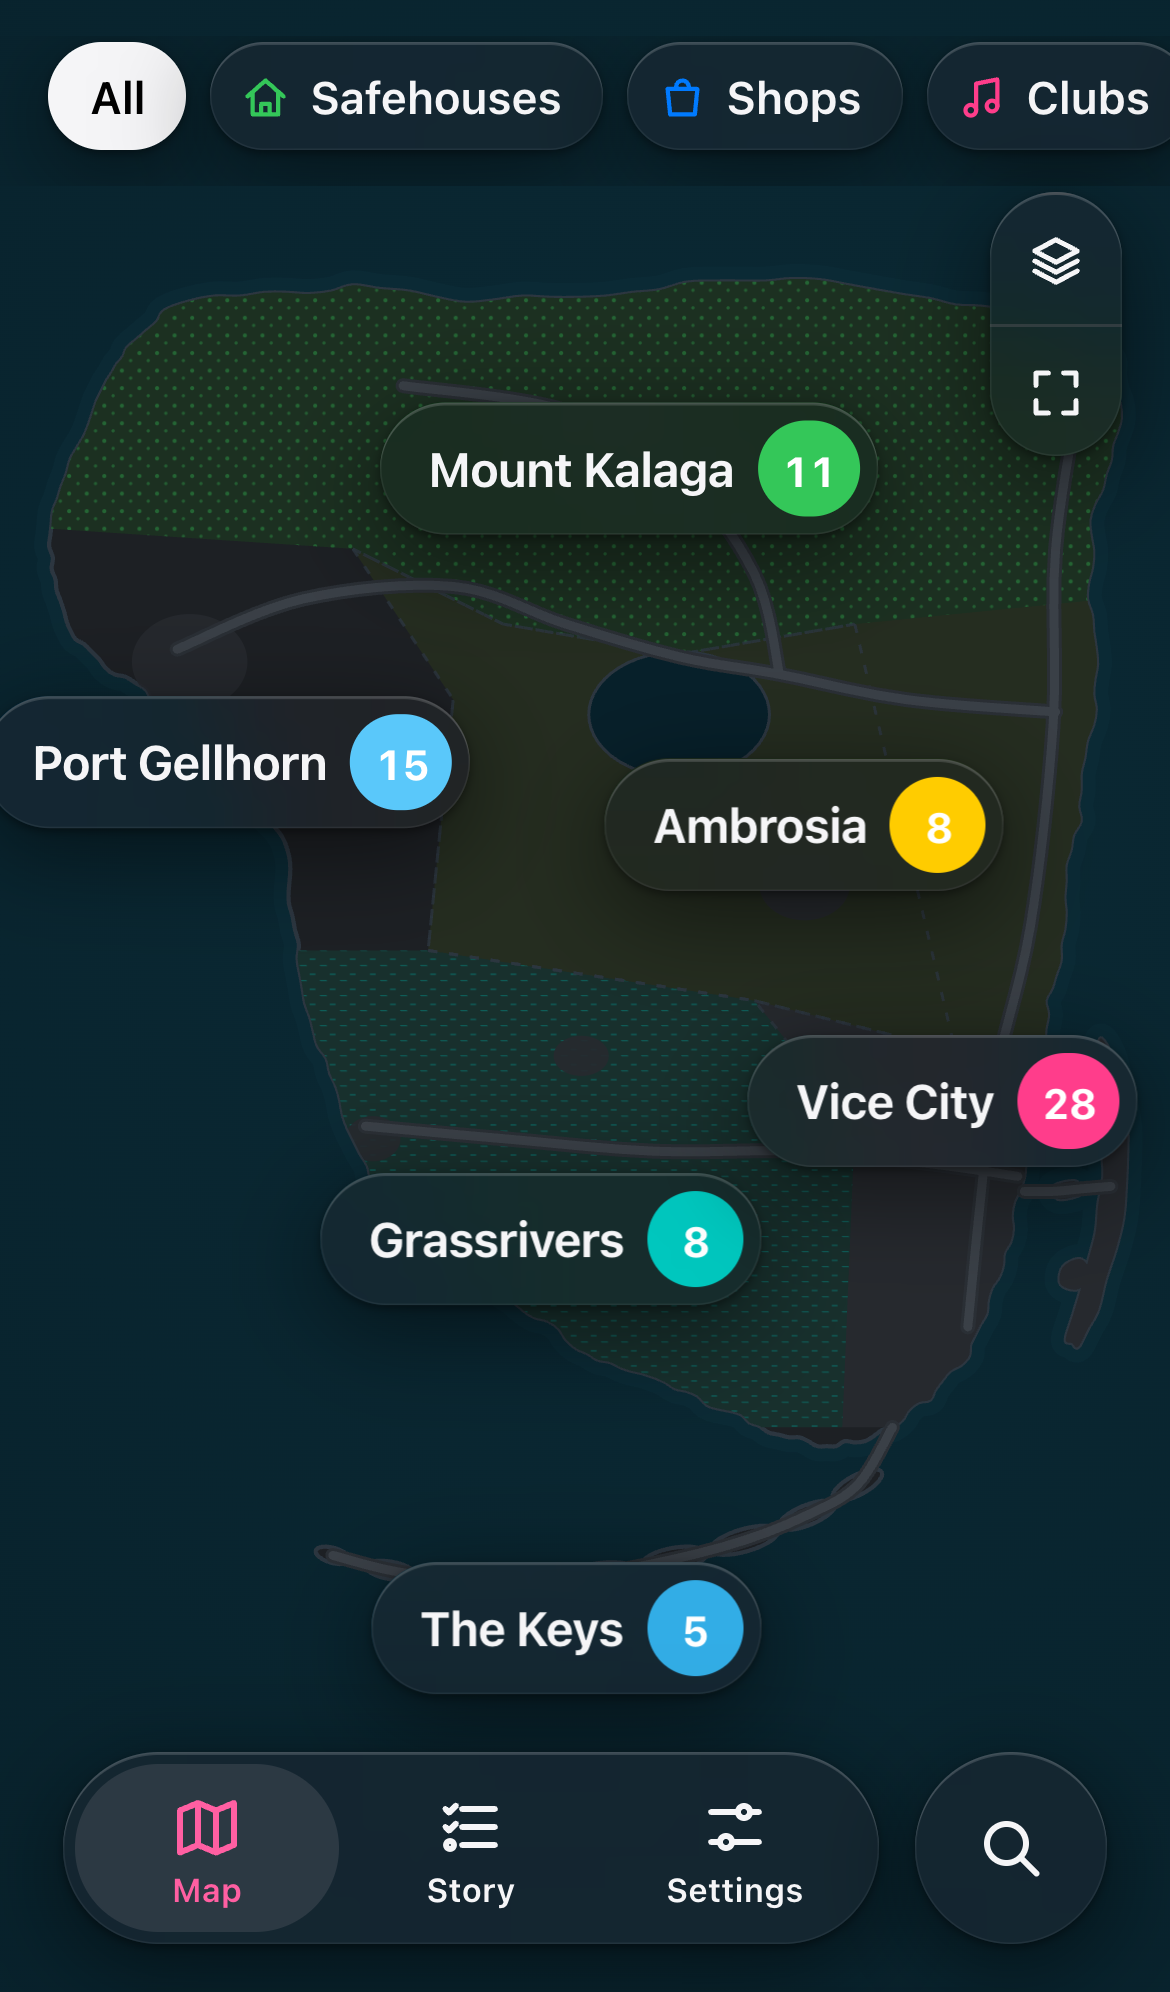 All
Safehouses
Shops
Clubs
Mount Kalaga 11
Port Gellhorn 15
Ambrosia 8
Vice City 28
Grassrivers 8
The Keys 5
Map
Story
Settings